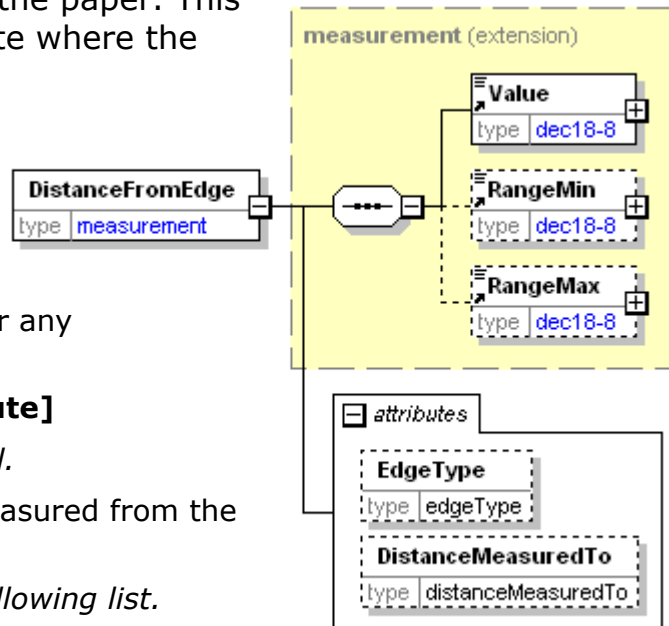 the paper. This
te where the
r any
ute]
l.
asured from the
llowing list.
measurement (extension)
DistanceFromEdge
type measurement
Value
type dec18-8
RangeMin
type dec18-8
RangeMax
type dec18-8
attributes
EdgeType
type edgeType
DistanceMeasuredTo
type distanceMeasuredTo